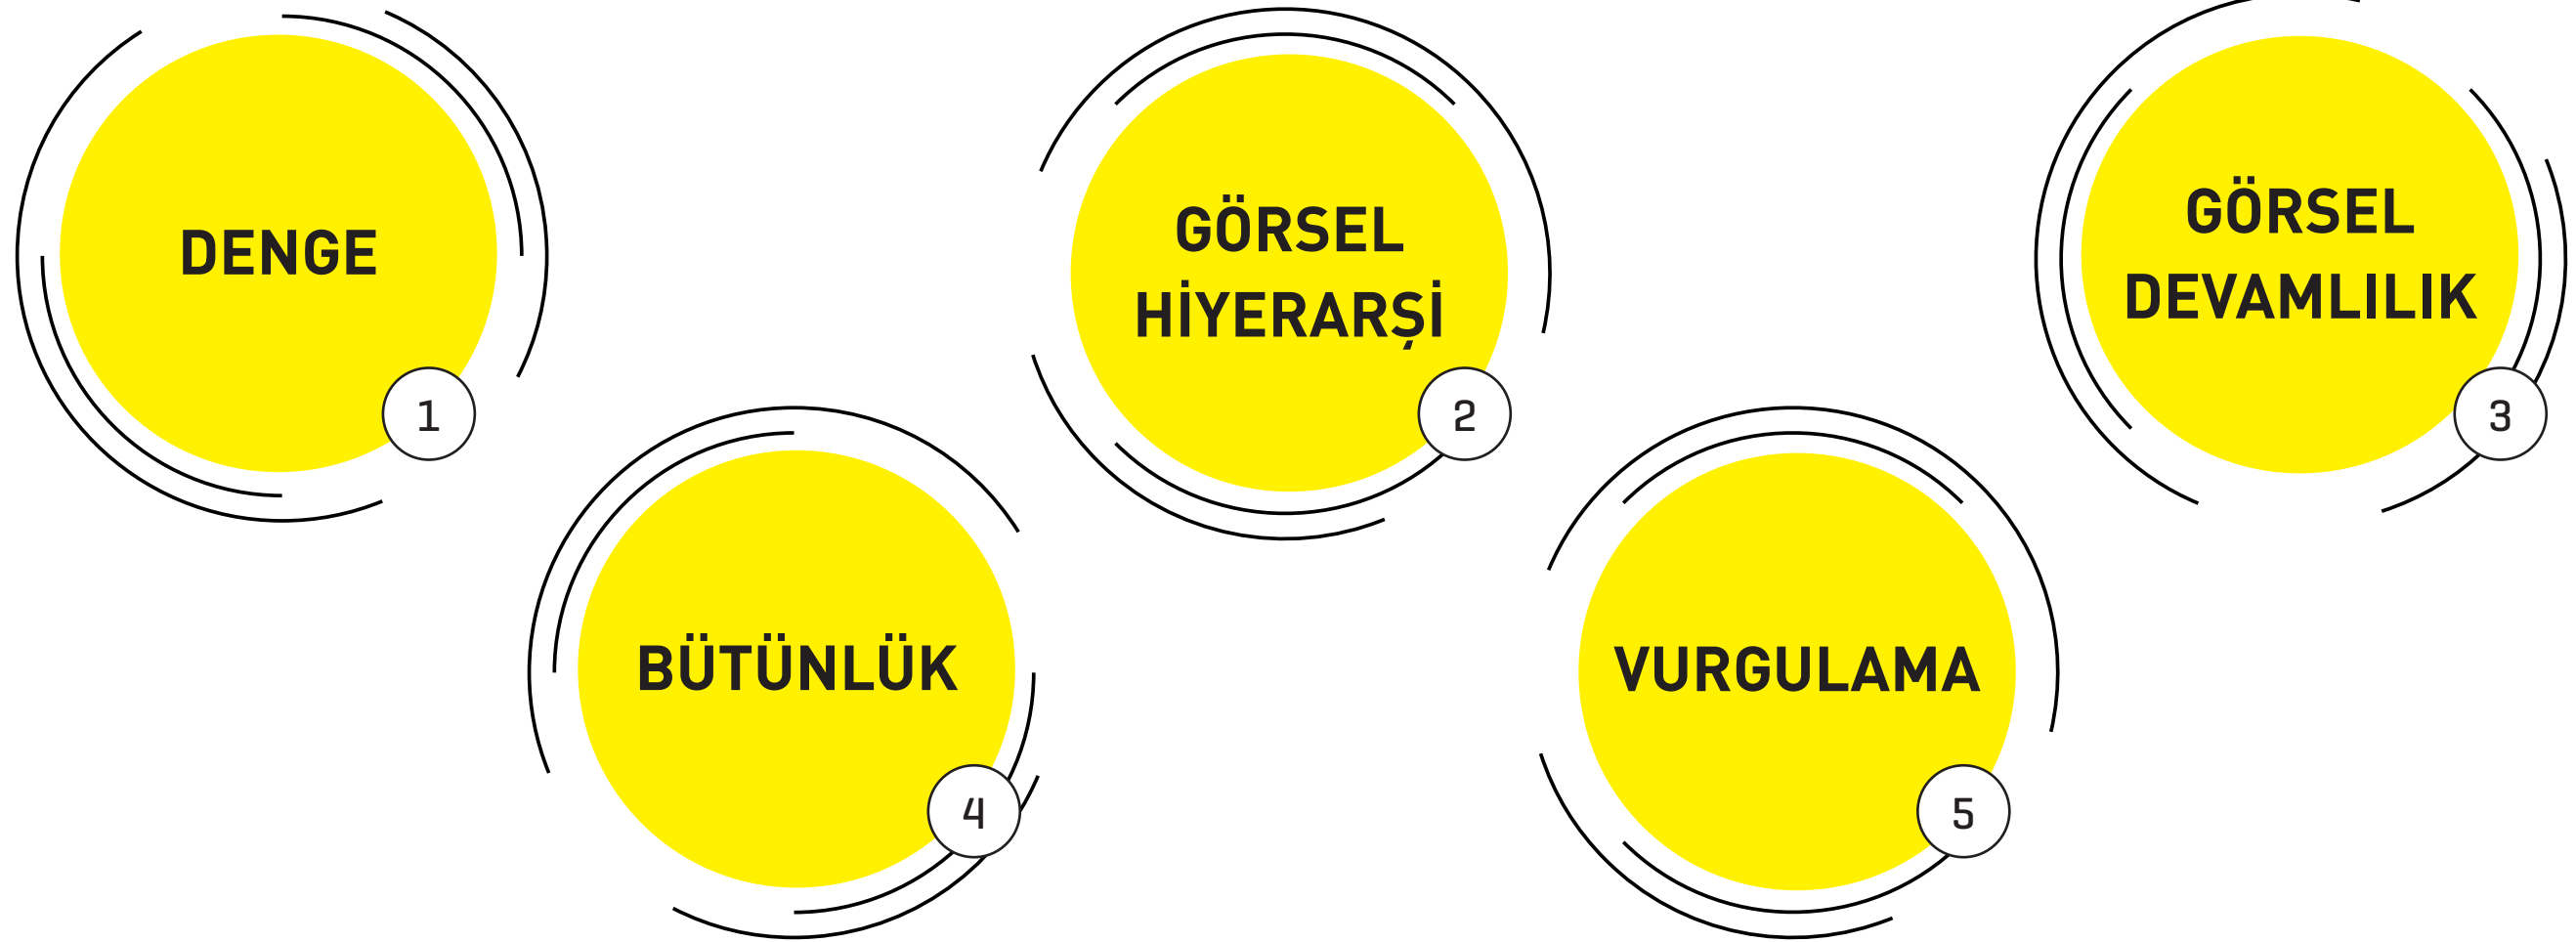 DENGE
1
GÖRSEL
HİYERARŞİ
2
GÖRSEL
DEVAMLILIK
3
BÜTÜNLÜK
4
VURGULAMA
5